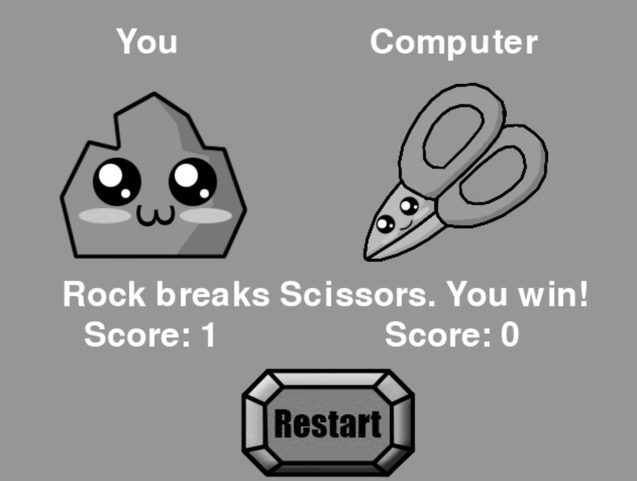 You Computer
Rock breaks Scissors. You win!
Score: 1 Score: 0
Restart